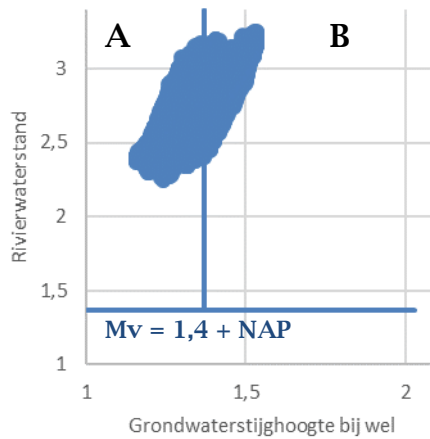 A B
3
2,5
2
1,5
1
Rivierwaterstand
Mv = 1,4 + NAP
1 1,5 2
Grondwaterstijghoogte bij wel